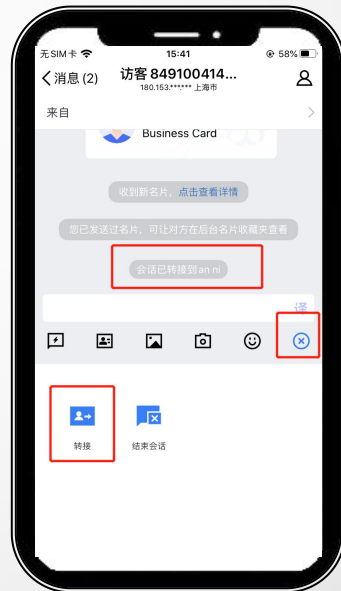 无SIM卡 15:41 58%
消息 (2) 访客 849100414...
180.153.***.*** 上海市
来自
Business Card
收到新名片，点击查看详情
您已发送过名片，可让对方在后台名片收藏夹查看
会话已转接到 an ni
译
转接 结束会话